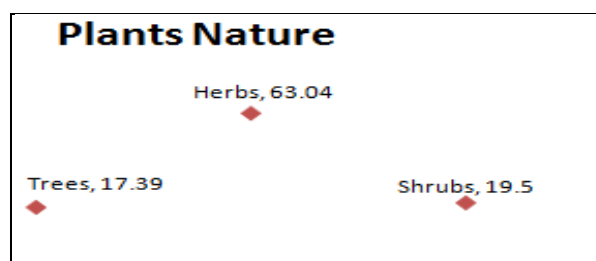 Plants Nature
Herbs, 63.04
Trees, 17.39
Shrubs, 19.5